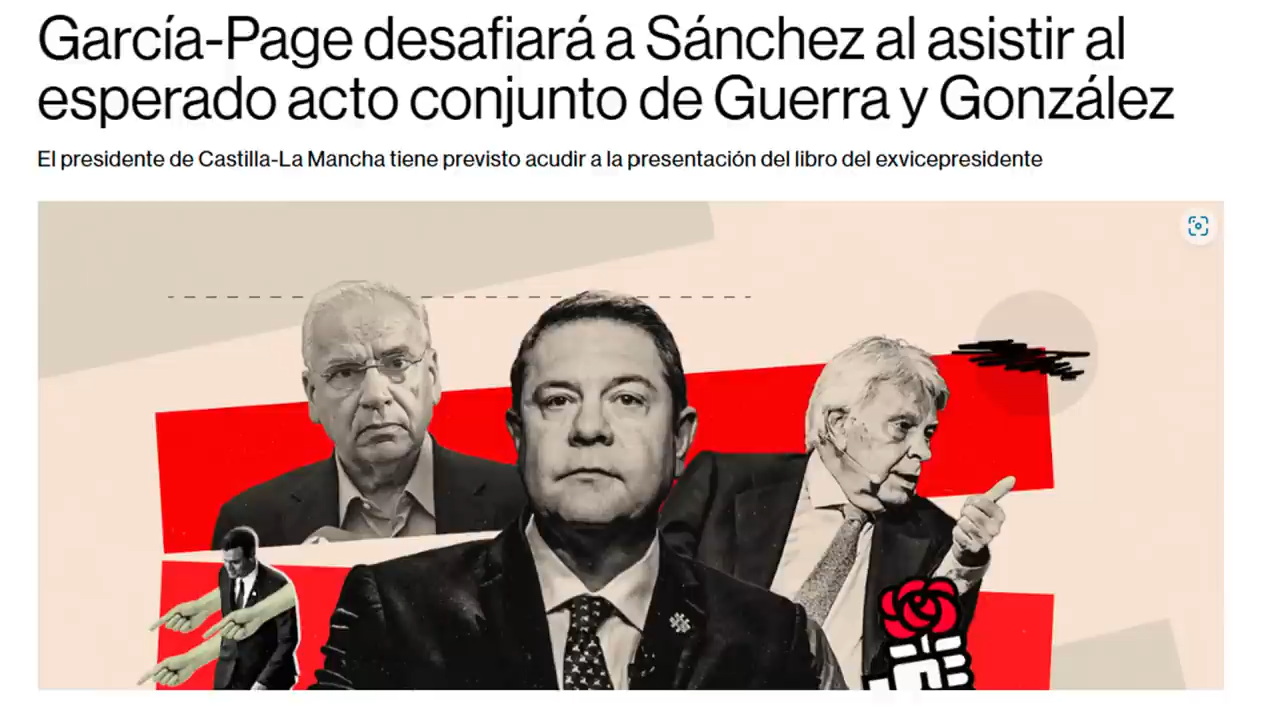 García-Page desafiará a Sánchez al asistir al
esperado acto conjunto de Guerra y González
El presidente de Castilla-La Mancha tiene previsto acudir a la presentación del libro del exvicepresidente